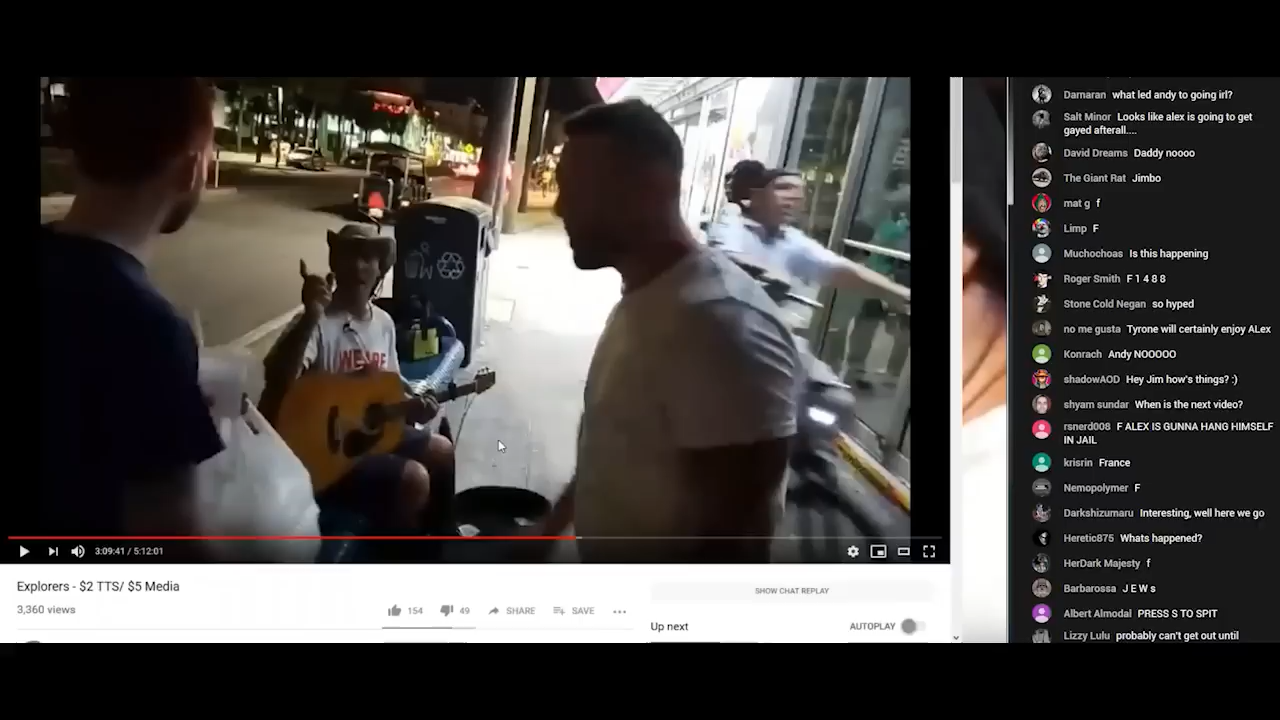 WE ARE
3:09:41 / 5:12:01
Explorers - $2 TTS/ $5 Media
3,360 views
154
49
SHARE
SAVE
SHOW CHAT REPLAY
Up next
AUTOPLAY
Darnaran what led andy to going irl?
Salt Minor Looks like alex is going to get
gayed afterall....
David Dreams Daddy noooo
The Giant Rat Jimbo
mat g f
Limp F
Muchochoas Is this happening
Roger Smith F 1 4 8 8
Stone Cold Negan so hyped
no me gusta Tyrone will certainly enjoy ALex
Konrach Andy NOOOOO
shadowAOD Hey Jim how's things? :)
shyam sundar When is the next video?
rsnerd008 F ALEX IS GUNNA HANG HIMSELF
IN JAIL
krisrin France
Nemopolymer F
Darkshizumaru Interesting, well here we go
Heretic875 Whats happened?
HerDark Majesty f
Barbarossa J E W s
Albert Almodal PRESS S TO SPIT
Lizzy Lulu probably can't get out until